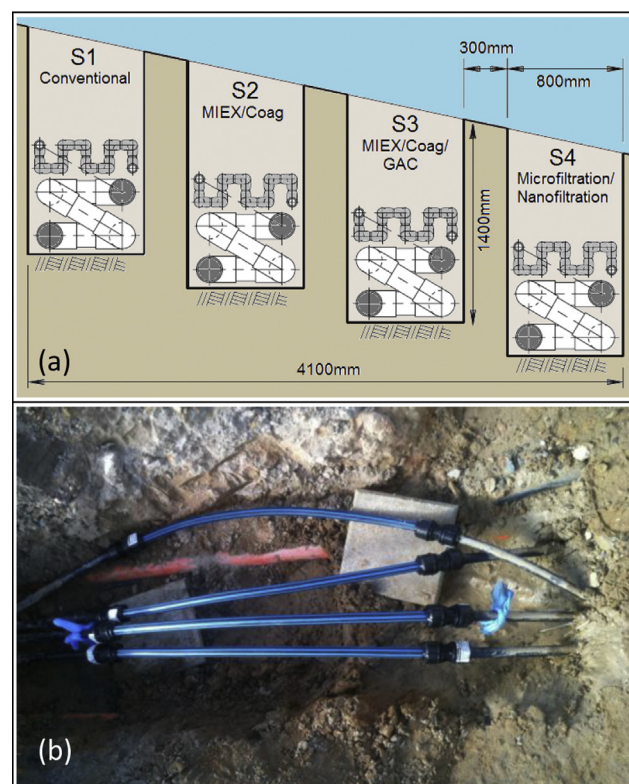 S1
Conventional
S2
MIEX/Coag
S3
MIEX/Coag/
GAC
S4
Microfiltration/
Nanofiltration
300mm
800mm
1400mm
4100mm
(a)
(b)